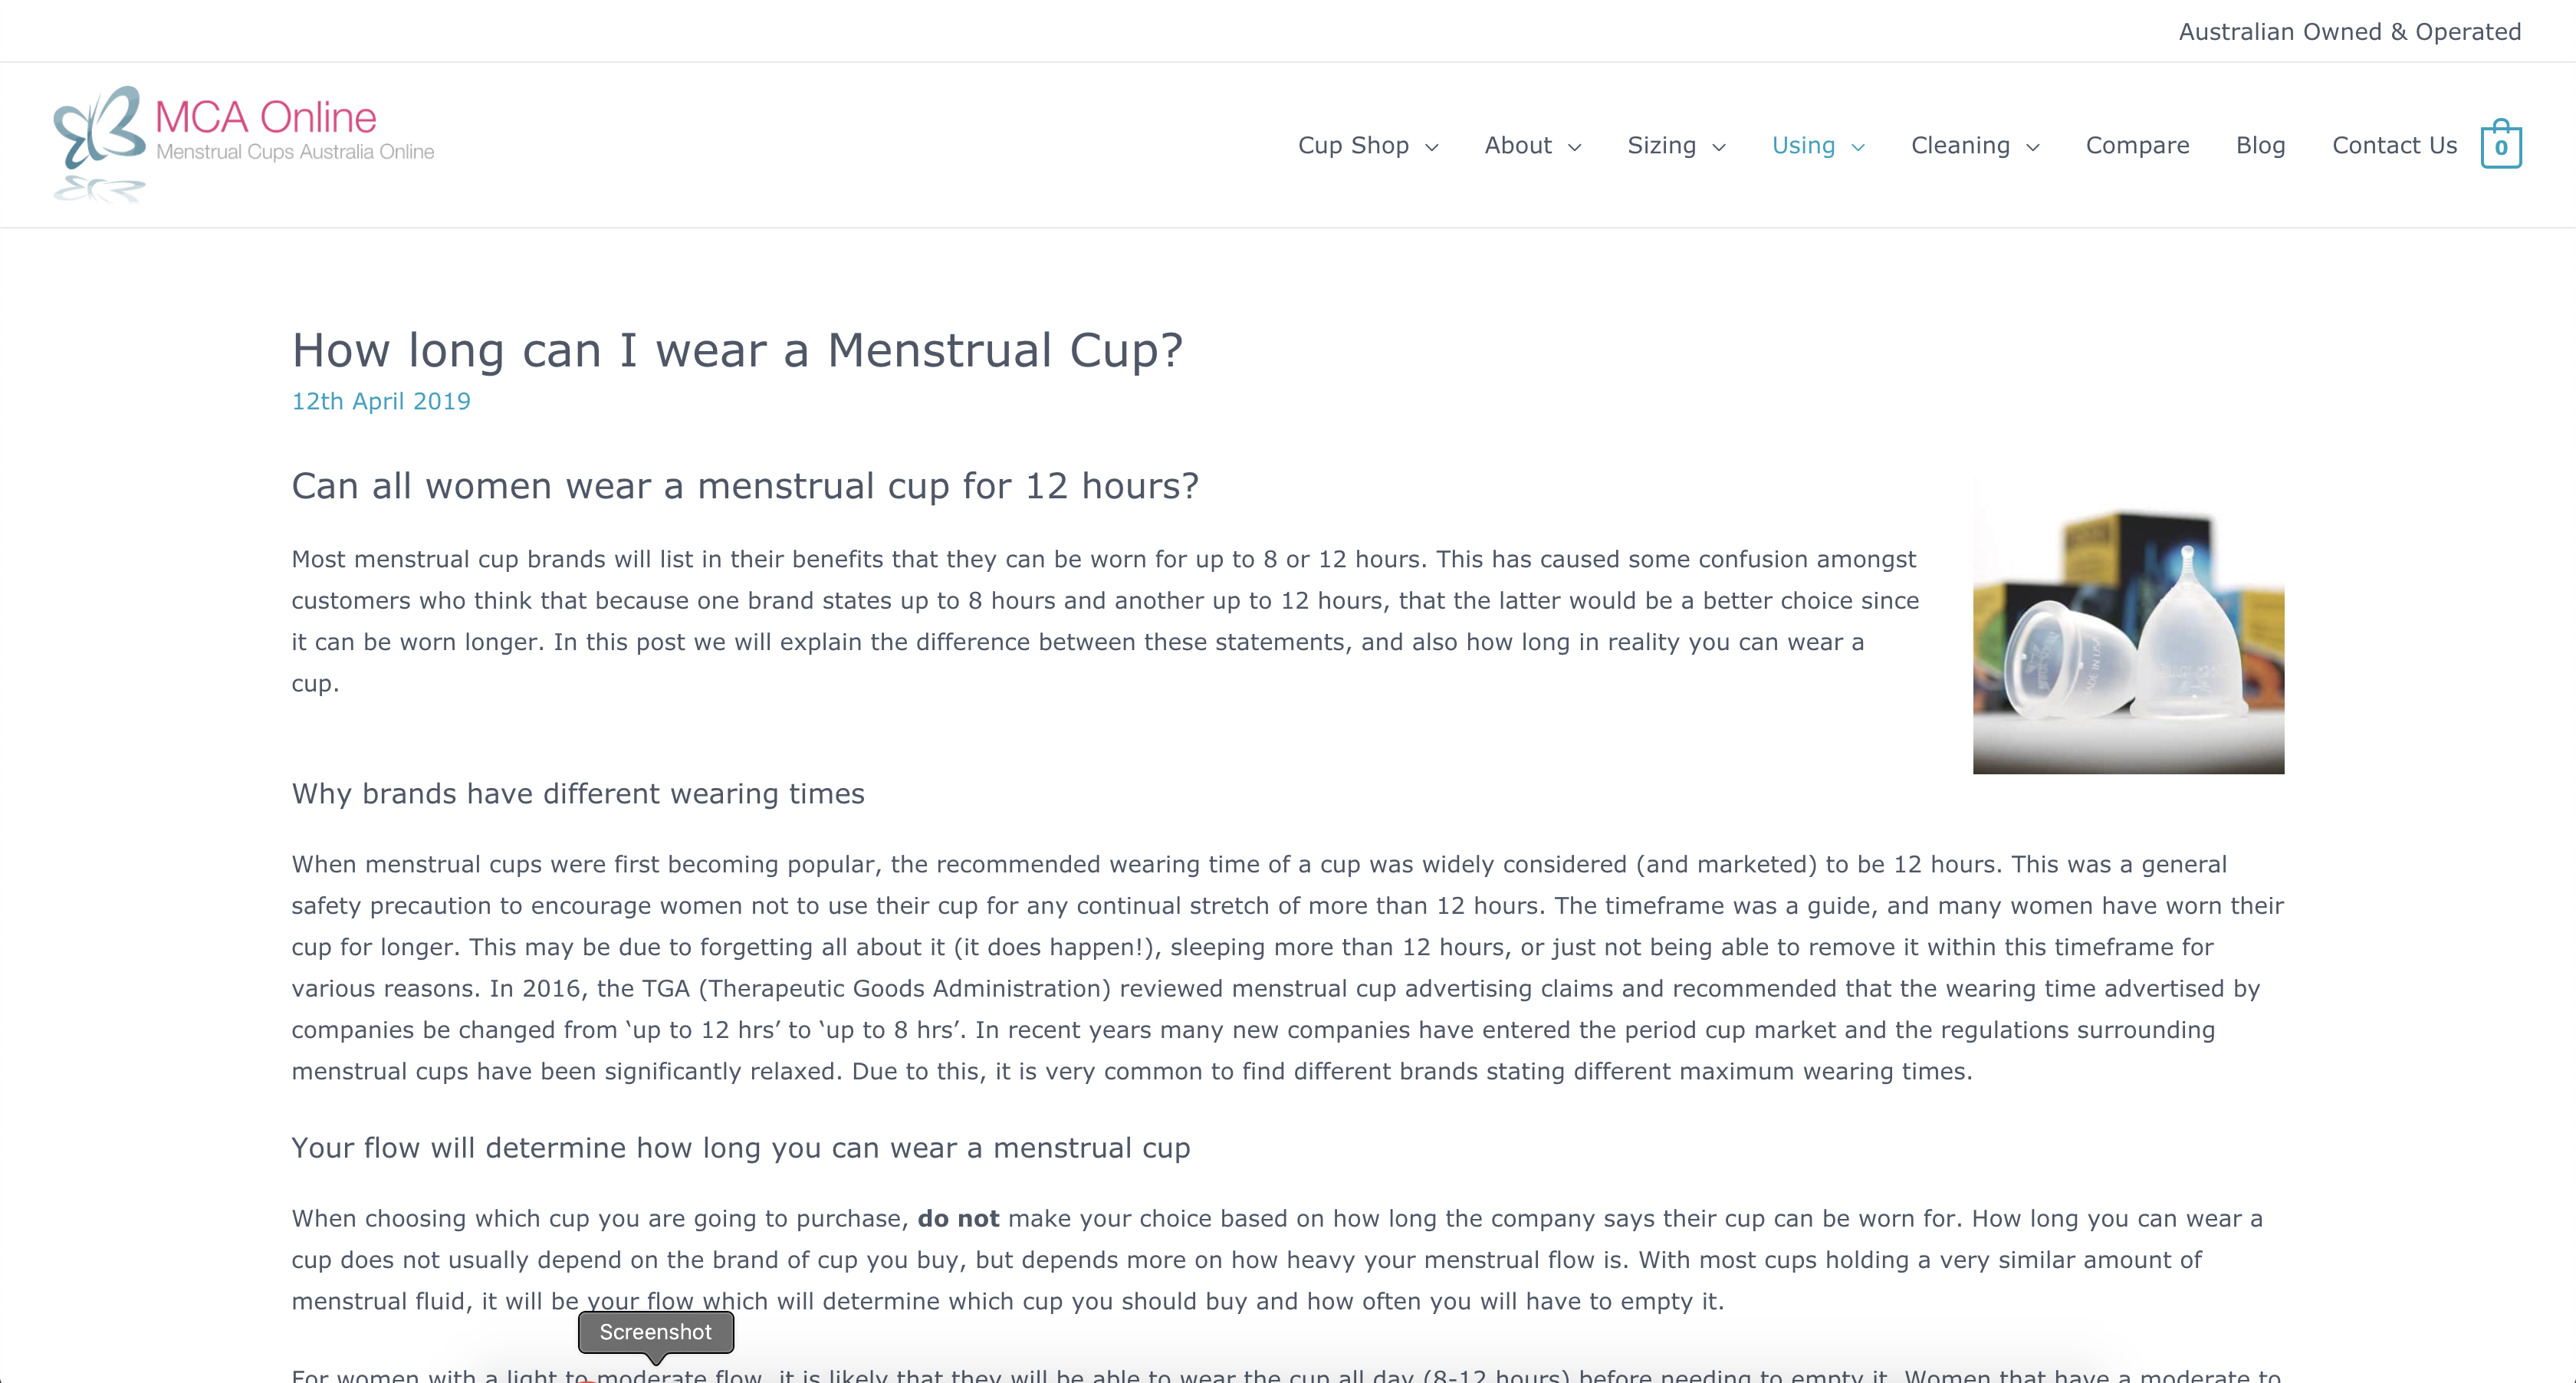 Australian Owned & Operated
MCA Online
Menstrual Cups Australia Online
Cup Shop About Sizing Using Cleaning Compare Blog Contact Us 0
How long can I wear a Menstrual Cup?
12th April 2019
Can all women wear a menstrual cup for 12 hours?
Most menstrual cup brands will list in their benefits that they can be worn for up to 8 or 12 hours. This has caused some confusion amongst
customers who think that because one brand states up to 8 hours and another up to 12 hours, that the latter would be a better choice since
it can be worn longer. In this post we will explain the difference between these statements, and also how long in reality you can wear a
cup.
Why brands have different wearing times
When menstrual cups were first becoming popular, the recommended wearing time of a cup was widely considered (and marketed) to be 12 hours. This was a general
safety precaution to encourage women not to use their cup for any continual stretch of more than 12 hours. The timeframe was a guide, and many women have worn their
cup for longer. This may be due to forgetting all about it (it does happen!), sleeping more than 12 hours, or just not being able to remove it within this timeframe for
various reasons. In 2016, the TGA (Therapeutic Goods Administration) reviewed menstrual cup advertising claims and recommended that the wearing time advertised by
companies be changed from ‘up to 12 hrs’ to ‘up to 8 hrs’. In recent years many new companies have entered the period cup market and the regulations surrounding
menstrual cups have been significantly relaxed. Due to this, it is very common to find different brands stating different maximum wearing times.
Your flow will determine how long you can wear a menstrual cup
When choosing which cup you are going to purchase, do not make your choice based on how long the company says their cup can be worn for. How long you can wear a
cup does not usually depend on the brand of cup you buy, but depends more on how heavy your menstrual flow is. With most cups holding a very similar amount of
menstrual fluid, it will be your flow which will determine which cup you should buy and how often you will have to empty it.
Screenshot
For women with a light to moderate flow, it is likely that they will be able to wear the cup all day (8-12 hours) before needing to empty it. Women that have a moderate to